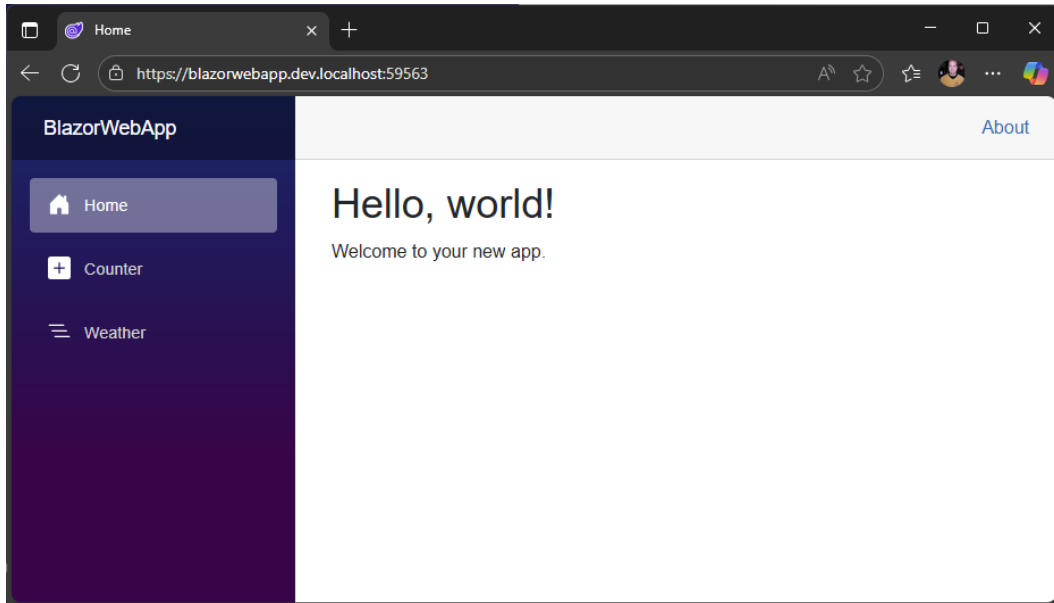 Home
https://blazorwebapp.dev.localhost:59563
BlazorWebApp
About
Home
Counter
Weather
Hello, world!
Welcome to your new app.